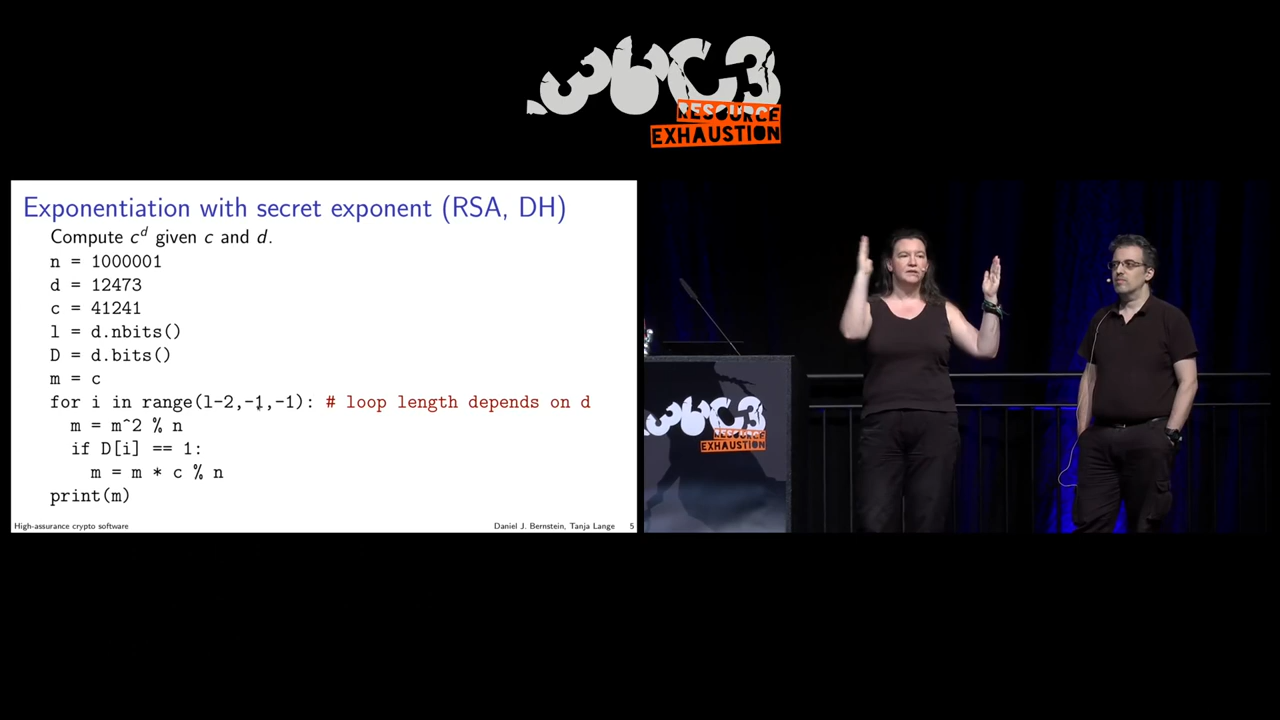 36C3
RESOURCE
EXHAUSTION
Exponentiation with secret exponent (RSA, DH)
Compute c^d given c and d.
n = 1000001
d = 12473
c = 41241
l = d.nbits()
D = d.bits()
m = c
for i in range(l-2,-1,-1): # loop length depends on d
m = m^2 % n
if D[i] == 1:
m = m * c % n
print(m)
High-assurance crypto software
Daniel J. Bernstein, Tanja Lange 5
36C3
RESOURCE
EXHAUSTION